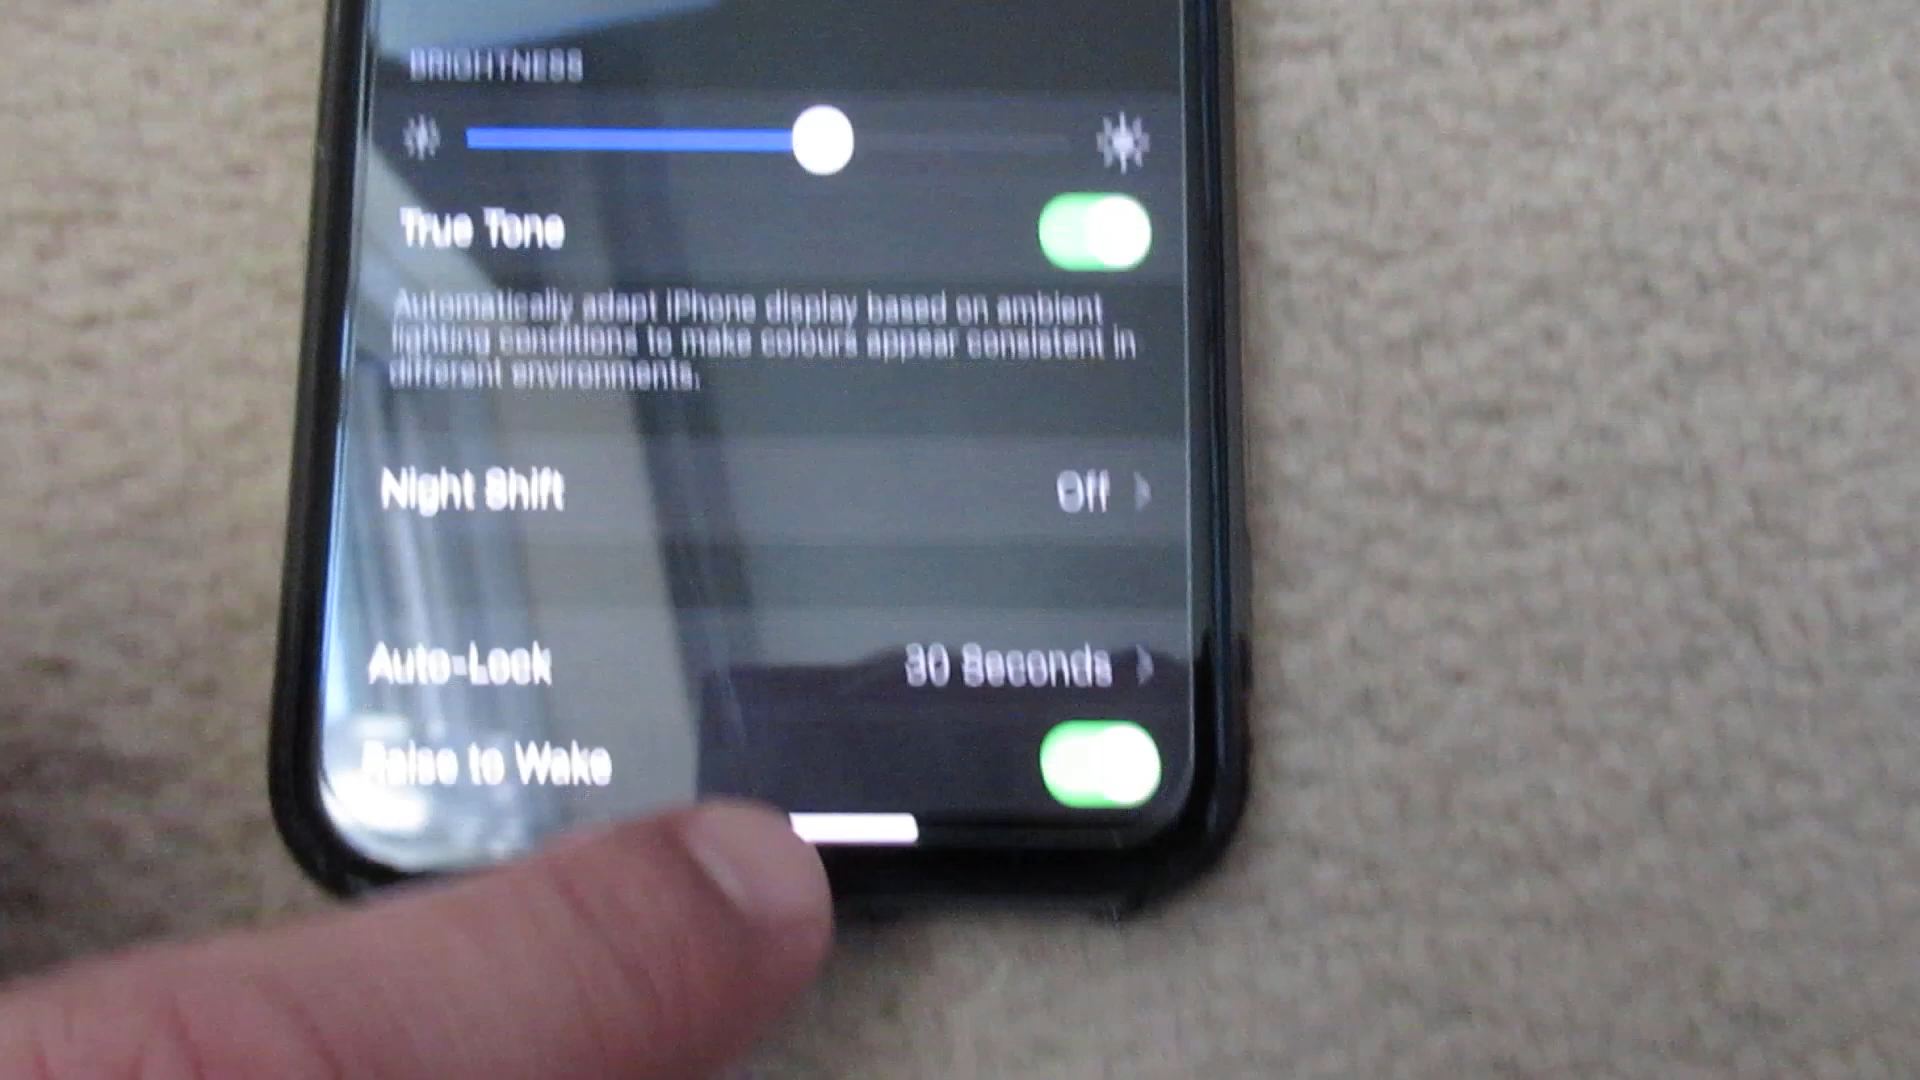 BRIGHTNESS
True Tone
Automatically adapt iPhone display based on ambient
lighting conditions to make colours appear consistent in
different environments.
Night Shift Off
Auto-Lock 30 Seconds
Raise to Wake